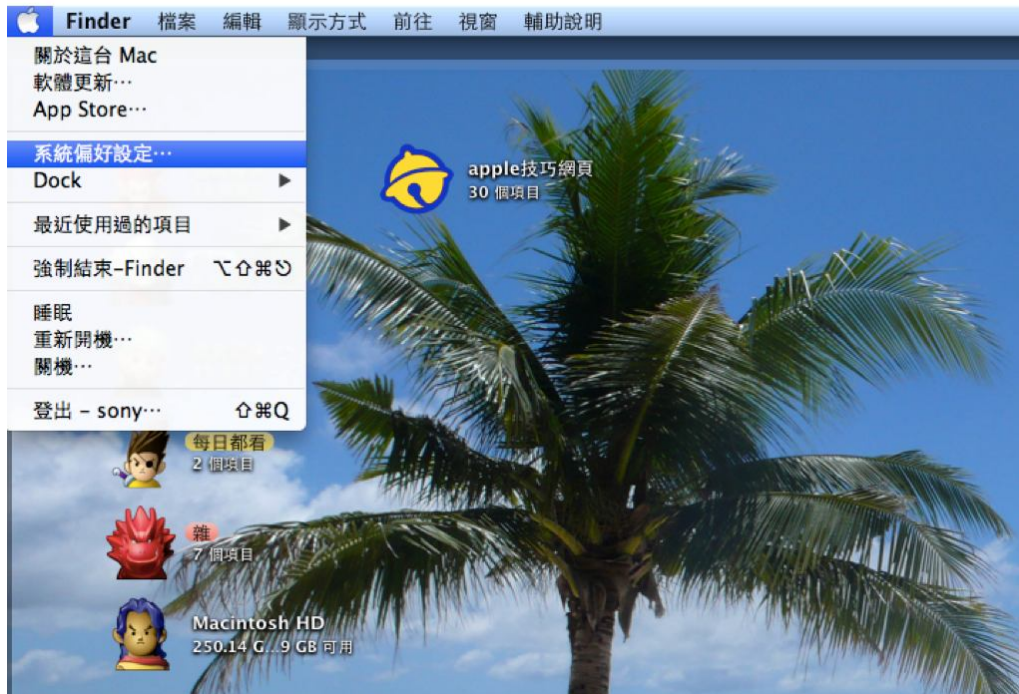 Finder 檔案 編輯 顯示方式 前往 視窗 輔助說明
關於這台 Mac
軟體更新…
App Store…
系統偏好設定…
Dock ▶
最近使用過的項目 ▶
強制結束-Finder ⌥⇧⌘⎋
睡眠
重新開機…
關機…
登出 - sony… ⇧⌘Q
apple技巧網頁
30 個項目
每日都看
2 個項目
雜
7 個項目
Macintosh HD
250.14 G...9 GB 可用